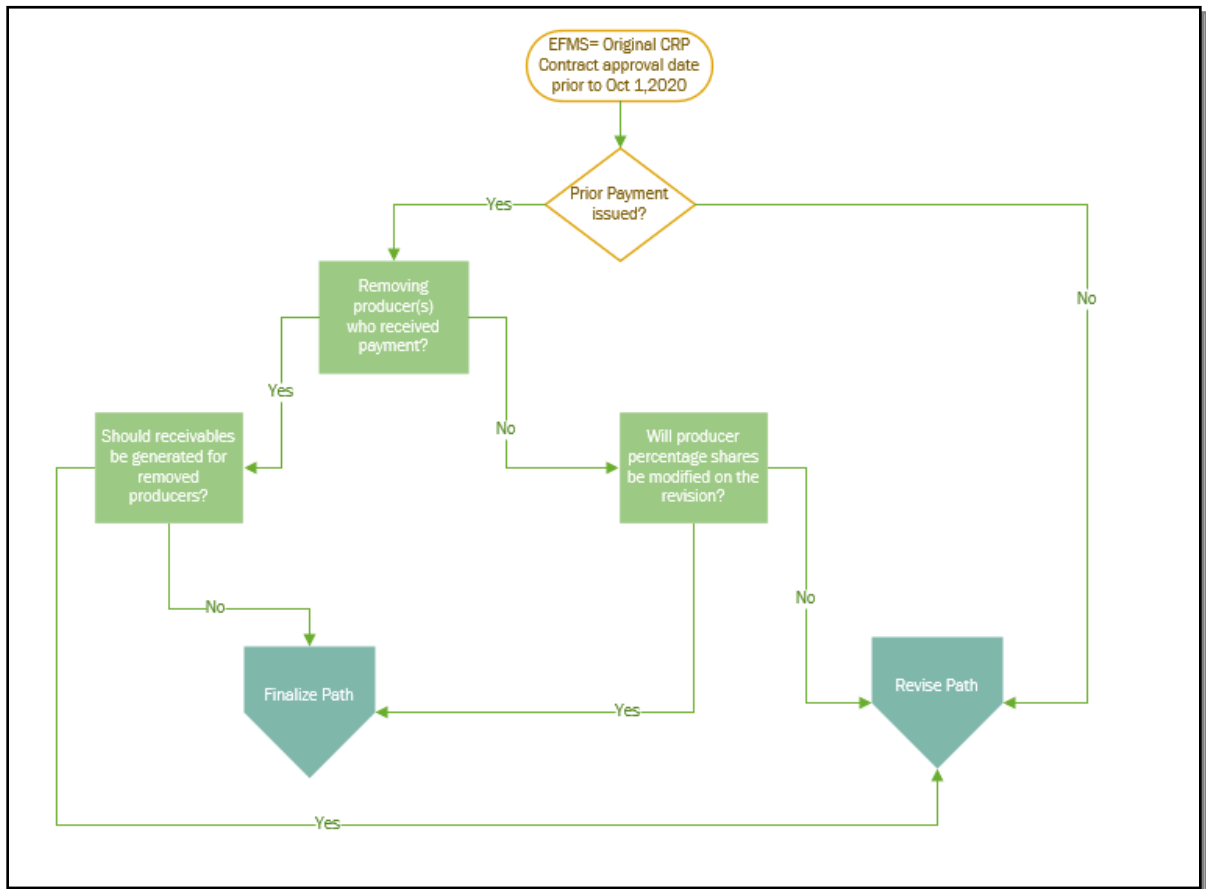 EFMS= Original CRP
Contract approval date
prior to Oct 1,2020
Prior Payment
issued?
Yes
No
Removing
producer(s)
who received
payment?
Yes
No
Should receivables
be generated for
removed
producers?
Will producer
percentage shares
be modified on the
revision?
No
No
Finalize Path
Revise Path
Yes
Yes